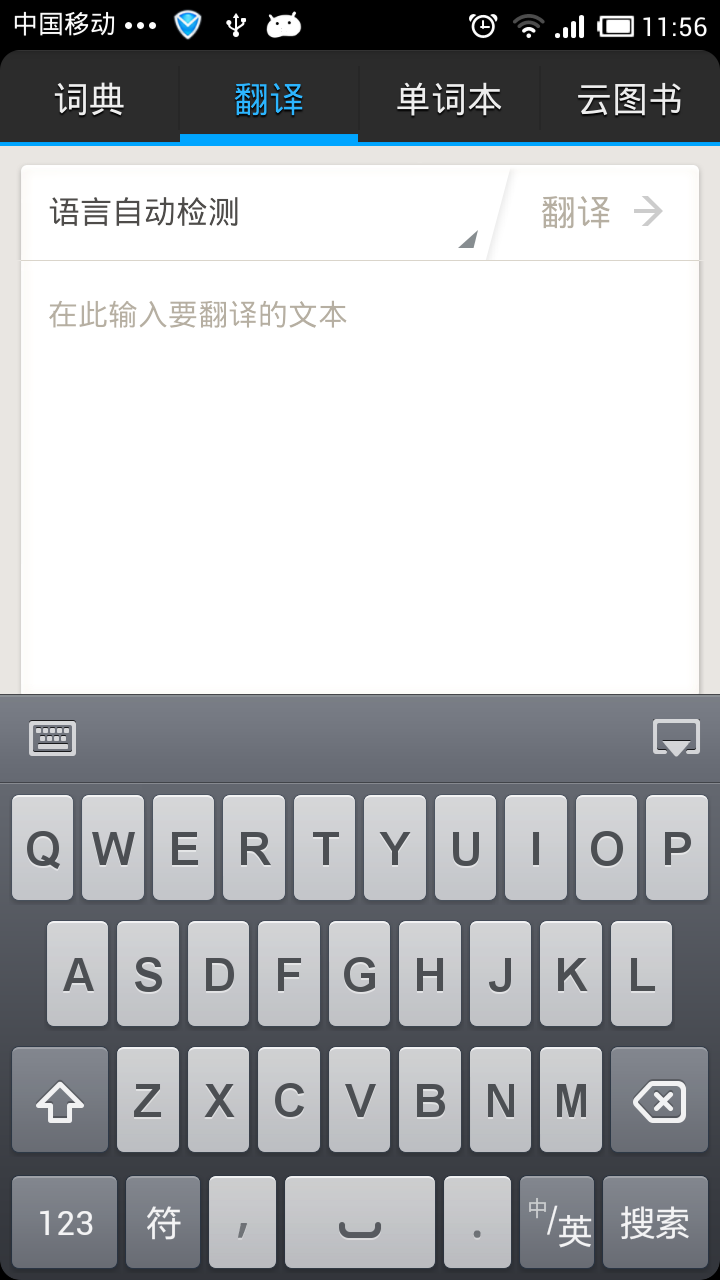 中国移动 ••• 11:56
词典 翻译 单词本 云图书
语言自动检测 翻译
在此输入要翻译的文本
Q W E R T Y U I O P
A S D F G H J K L
Z X C V B N M
123 符 , . 中/英 搜索